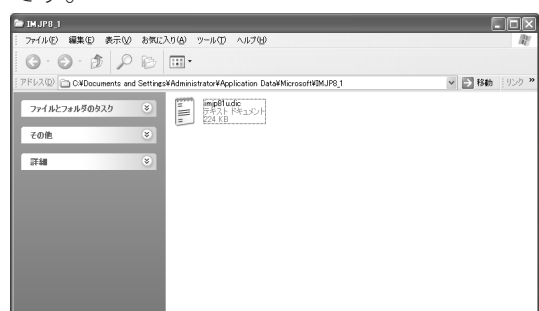 です。
IMJP8_1
ファイル(F) 編集(E) 表示(V) お気に入り(A) ツール(T) ヘルプ(H)
アドレス(D) C:¥Documents and Settings¥Administrator¥Application Data¥Microsoft¥IMJP8_1 移動 リンク »
ファイルとフォルダのタスク
その他
詳細
imjp81u.dic
テキスト ドキュメント
224 KB